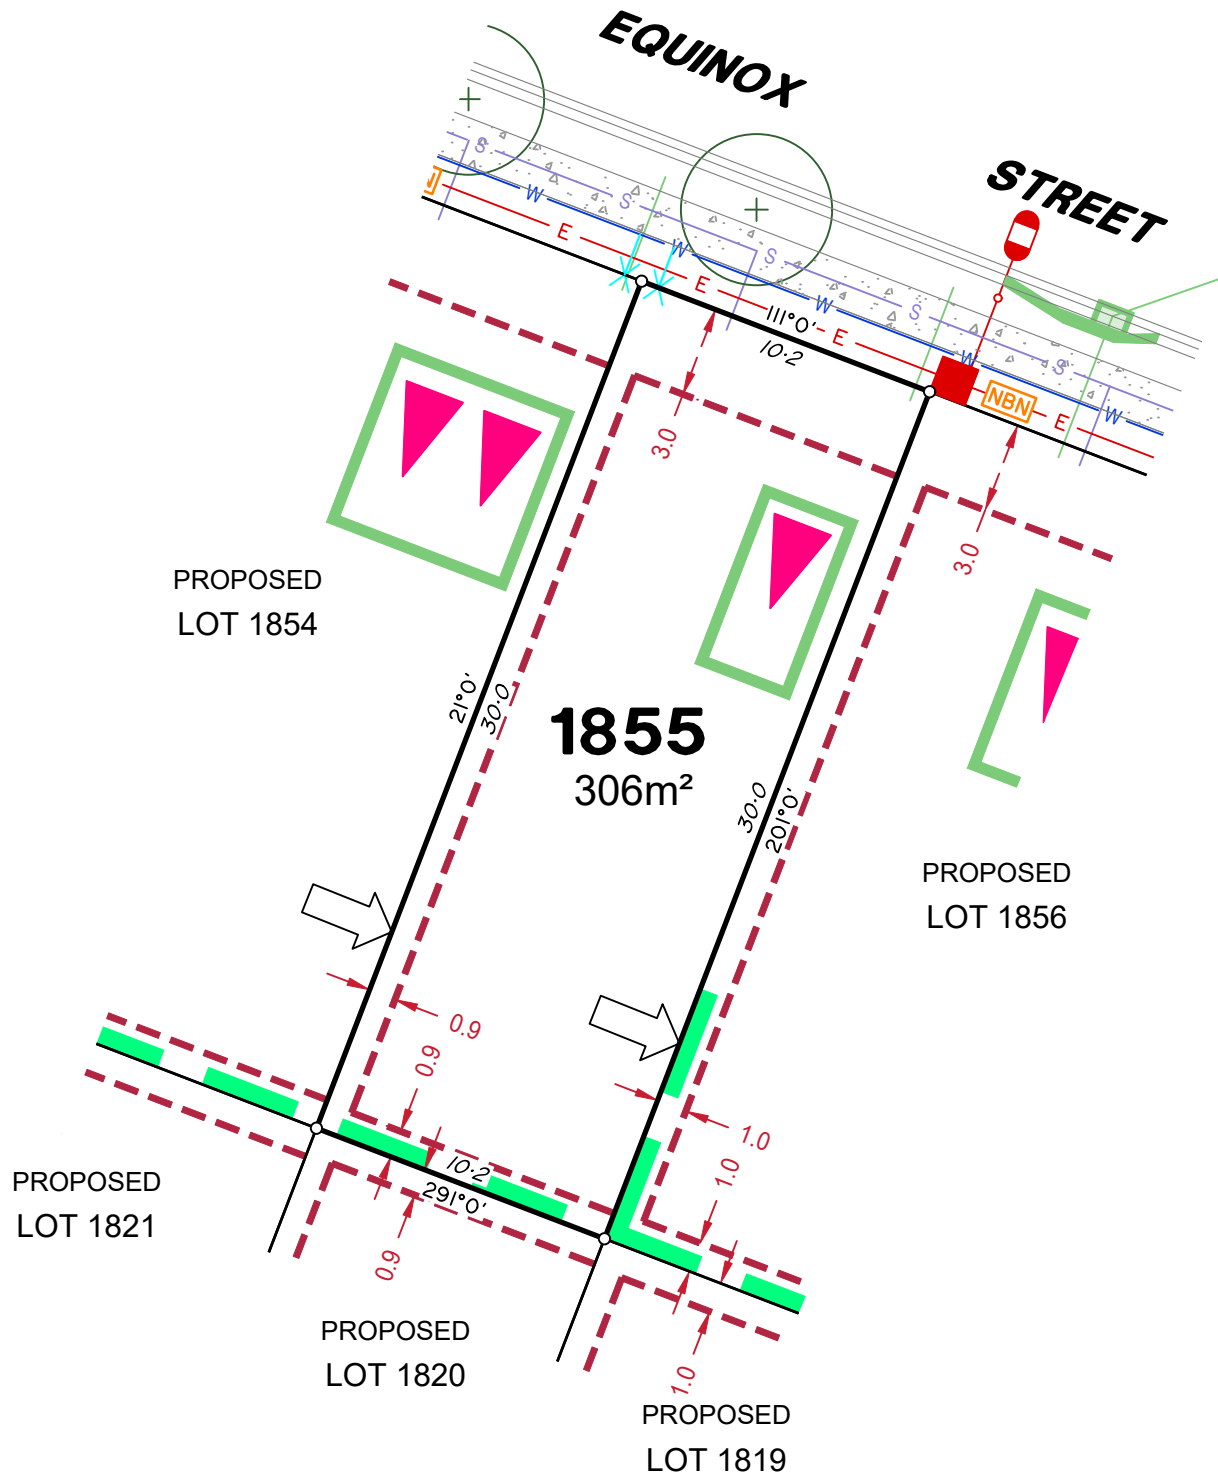 EQUINOX
STREET
S
S
S
S
S
W
W
W
W
W
E
E
E
E
NBN
111°0'
10·2
3.0
3.0
PROPOSED
LOT 1854
21°0'
30·0
1855
306m²
30·0
201°0'
PROPOSED
LOT 1856
0.9
0.9
1.0
1.0
10·2
291°0'
0.9
1.0
PROPOSED
LOT 1821
PROPOSED
LOT 1820
PROPOSED
LOT 1819